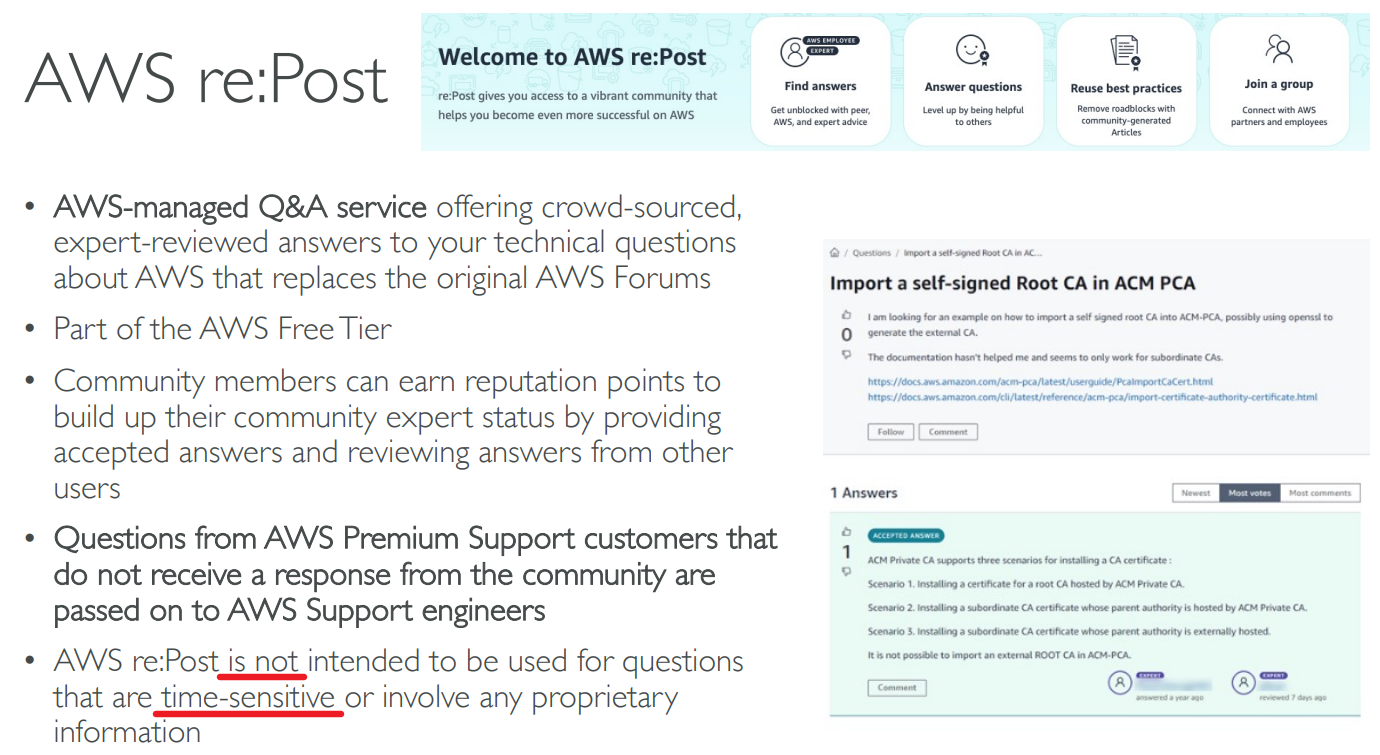 AWS re:Post
Welcome to AWS re:Post
re:Post gives you access to a vibrant community that
helps you become even more successful on AWS
AWS EMPLOYEE
EXPERT
Find answers
Get unblocked with peer,
AWS, and expert advice
Answer questions
Level up by being helpful
to others
Reuse best practices
Remove roadblocks with
community-generated
Articles
Join a group
Connect with AWS
partners and employees
• AWS-managed Q&A service offering crowd-sourced,
expert-reviewed answers to your technical questions
about AWS that replaces the original AWS Forums
• Part of the AWS Free Tier
• Community members can earn reputation points to
build up their community expert status by providing
accepted answers and reviewing answers from other
users
• Questions from AWS Premium Support customers that
do not receive a response from the community are
passed on to AWS Support engineers
• AWS re:Post is not intended to be used for questions
that are time-sensitive or involve any proprietary
information
/ Questions / Import a self-signed Root CA in AC...
Import a self-signed Root CA in ACM PCA
I am looking for an example on how to import a self signed root CA into ACM-PCA, possibly using openssl to
0
generate the external CA.
The documentation hasn't helped me and seems to only work for subordinate CAs.
https://docs.aws.amazon.com/acm-pca/latest/userguide/PcaImportCaCert.html
https://docs.aws.amazon.com/cli/latest/reference/acm-pca/import-certificate-authority-certificate.html
Follow Comment
1 Answers
Newest Most votes Most comments
ACCEPTED ANSWER
1
ACM Private CA supports three scenarios for installing a CA certificate :
Scenario 1. Installing a certificate for a root CA hosted by ACM Private CA.
Scenario 2. Installing a subordinate CA certificate whose parent authority is hosted by ACM Private CA.
Scenario 3. Installing a subordinate CA certificate whose parent authority is externally hosted.
It is not possible to import an external ROOT CA in ACM-PCA.
Comment
EXPERT
answered a year ago
EXPERT
reviewed 7 days ago